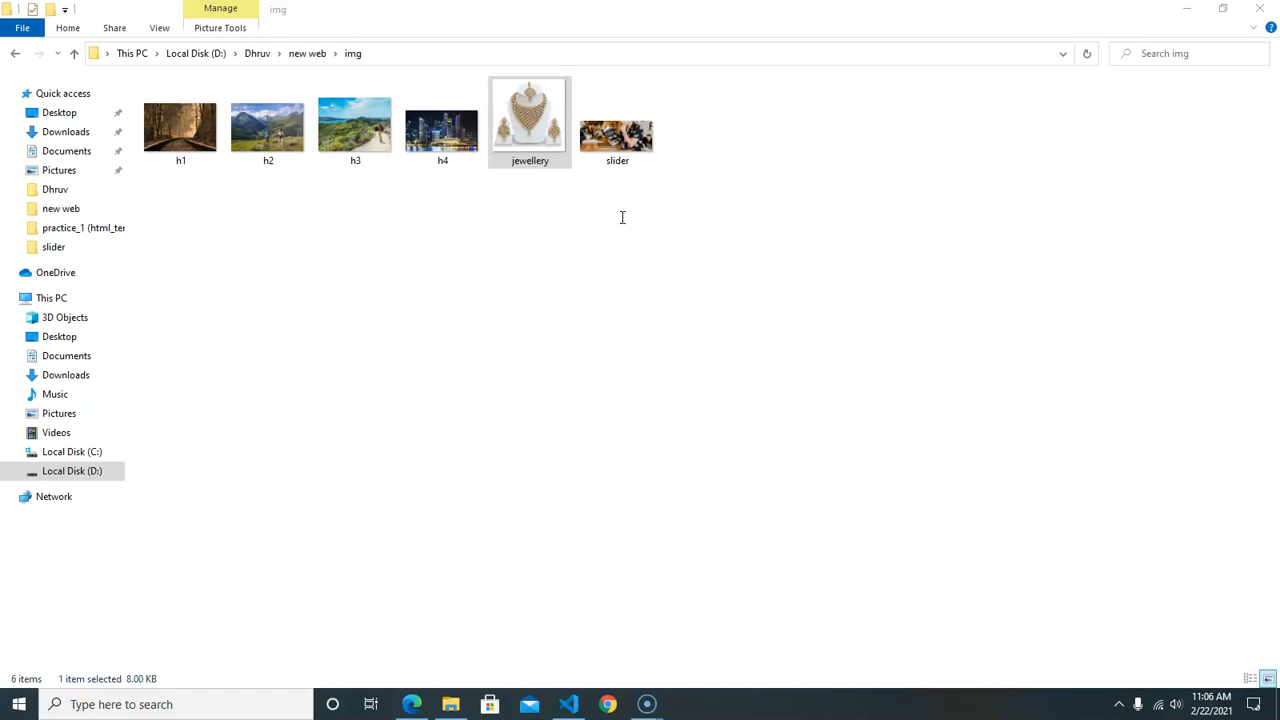 Manage
img
File
Home
Share
View
Picture Tools
This PC
Local Disk (D:)
Dhruv
new web
img
Search img
Quick access
Desktop
Downloads
Documents
Pictures
Dhruv
new web
practice_1 (html_ter
slider
OneDrive
This PC
3D Objects
Desktop
Documents
Downloads
Music
Pictures
Videos
Local Disk (C:)
Local Disk (D:)
Network
h1
h2
h3
h4
jewellery
slider
6 items
1 item selected 8.00 KB
Type here to search
11:06 AM
2/22/2021